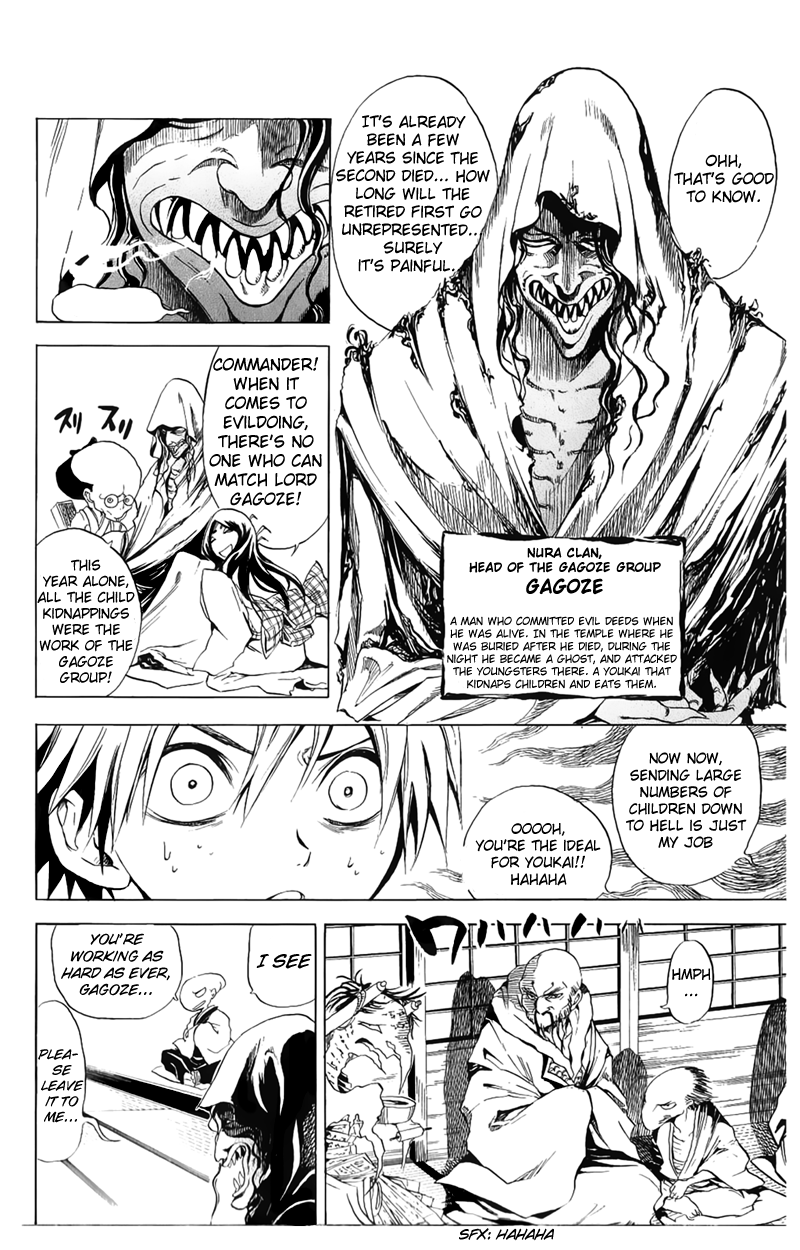 OHH,
THAT'S GOOD
TO KNOW.
IT'S ALREADY
BEEN A FEW
YEARS SINCE THE
SECOND DIED... HOW
LONG WILL THE
RETIRED FIRST GO
UNREPRESENTED...
SURELY
IT'S PAINFUL...
NURA CLAN,
HEAD OF THE GAGOZE GROUP
GAGOZE
A MAN WHO COMMITTED EVIL DEEDS WHEN
HE WAS ALIVE. IN THE TEMPLE WHERE HE
WAS BURIED AFTER HE DIED, DURING THE
NIGHT HE BECAME A GHOST, AND ATTACKED
THE YOUNGSTERS THERE. A YOUKAI THAT
KIDNAPS CHILDREN AND EATS THEM.
COMMANDER!
WHEN IT
COMES TO
EVILDOING,
THERE'S NO
ONE WHO CAN
MATCH LORD
GAGOZE!
ズリ ズリ
THIS
YEAR ALONE,
ALL THE CHILD
KIDNAPPINGS
WERE THE
WORK OF THE
GAGOZE
GROUP!
NOW NOW,
SENDING LARGE
NUMBERS OF
CHILDREN DOWN
TO HELL IS JUST
MY JOB
OOOOH,
YOU'RE THE IDEAL
FOR YOUKAI!!
HAHAHA
ワハハハハ
HMPH
...
I SEE
YOU'RE
WORKING AS
HARD AS EVER,
GAGOZE...
PLEA-
SE
LEAVE
IT TO
ME...
SFX: HAHAHA